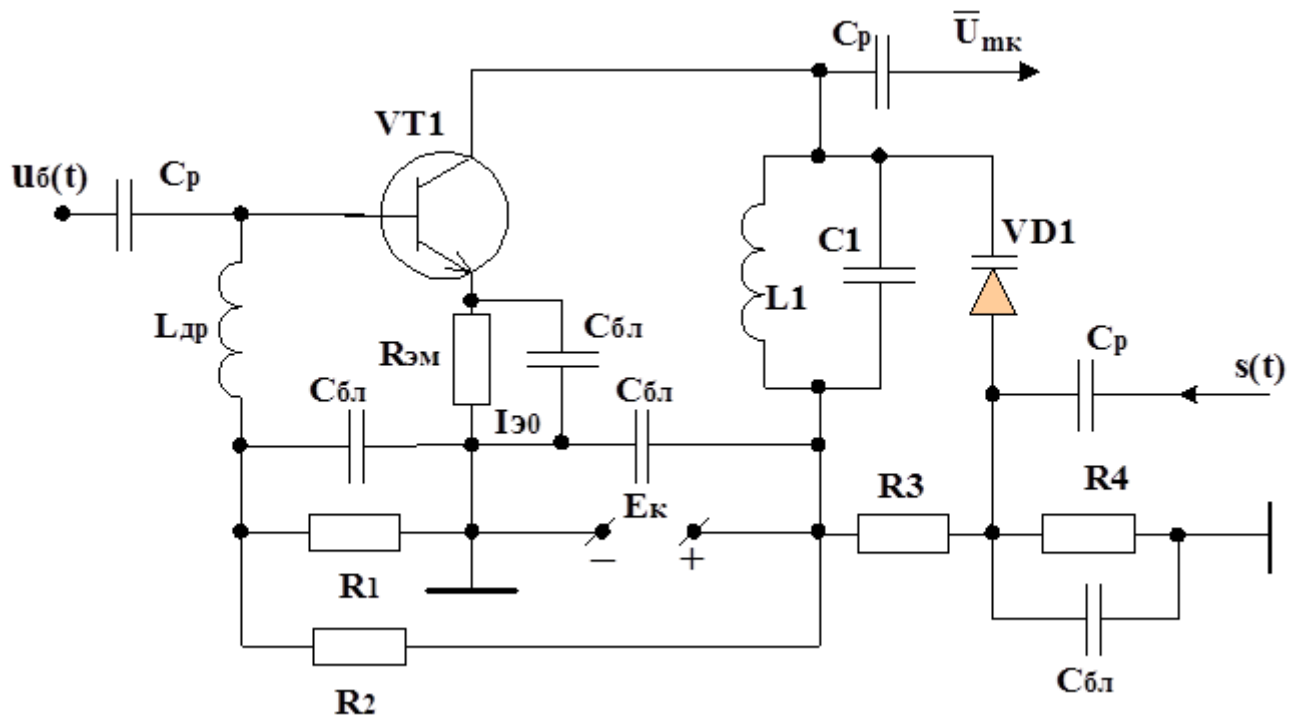 Cр
U̅mк
VT1
uб(t)
Cр
C1
VD1
L1
Lдр
Cбл
Rэм
Cр
s(t)
Cбл
Cбл
Iэ0
R3
R4
Eк
−
+
R1
R2
Cбл